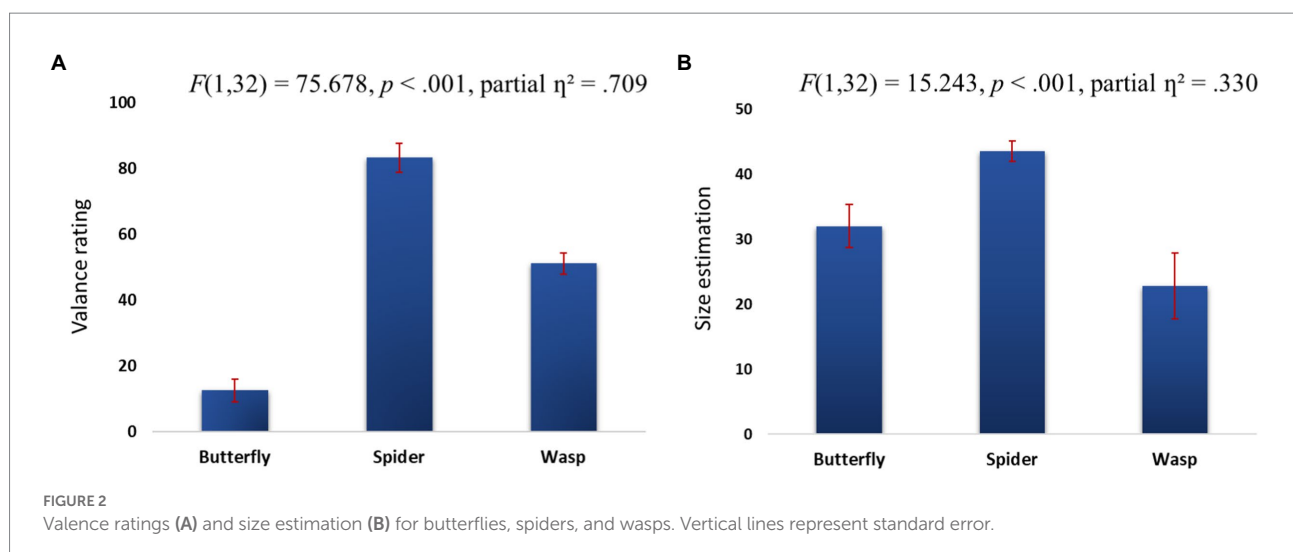 A
F(1,32) = 75.678, p < .001, partial η² = .709
Valance rating
100
80
60
40
20
0
Butterfly Spider Wasp
B
F(1,32) = 15.243, p < .001, partial η² = .330
Size estimation
50
40
30
20
10
0
Butterfly Spider Wasp
FIGURE 2
Valence ratings (A) and size estimation (B) for butterflies, spiders, and wasps. Vertical lines represent standard error.